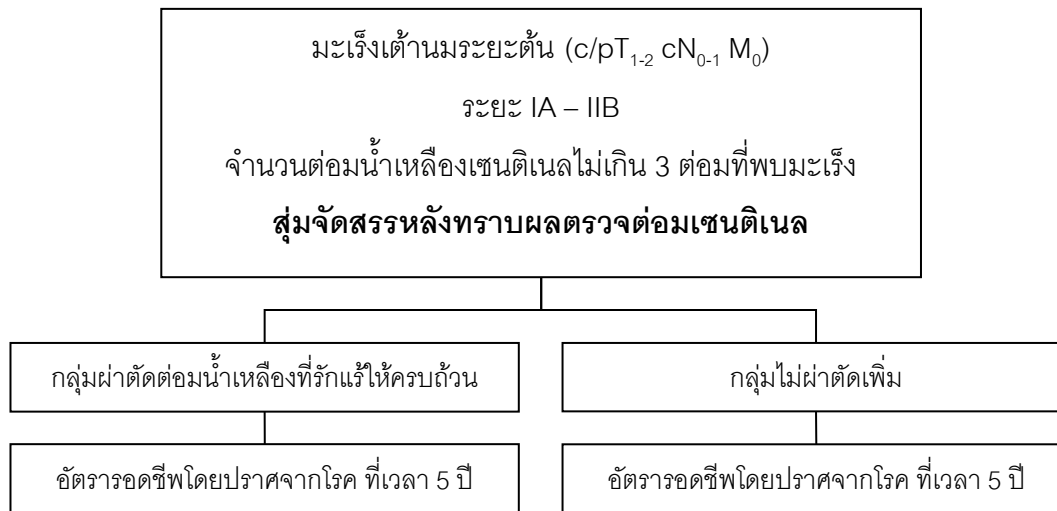 มะเร็งเต้านมระยะต้น (c/pT₁₋₂ cN₀₋₁ M₀)
ระยะ IA – IIB
จำนวนต่อมน้ำเหลืองเซนติเนลไม่เกิน 3 ต่อมที่พบมะเร็ง
สุ่มจัดสรรหลังทราบผลตรวจต่อมเซนติเนล
กลุ่มผ่าตัดต่อมน้ำเหลืองที่รักแร้ให้ครบถ้วน
กลุ่มไม่ผ่าตัดเพิ่ม
อัตรารอดชีพโดยปราศจากโรค ที่เวลา 5 ปี
อัตรารอดชีพโดยปราศจากโรค ที่เวลา 5 ปี